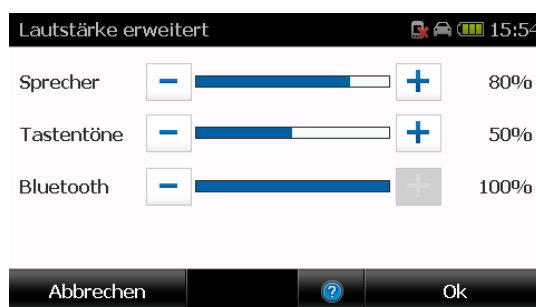 Lautstärke erweitert 15:54
Sprecher − + 80%
Tastentöne − + 50%
Bluetooth − + 100%
Abbrechen ? Ok